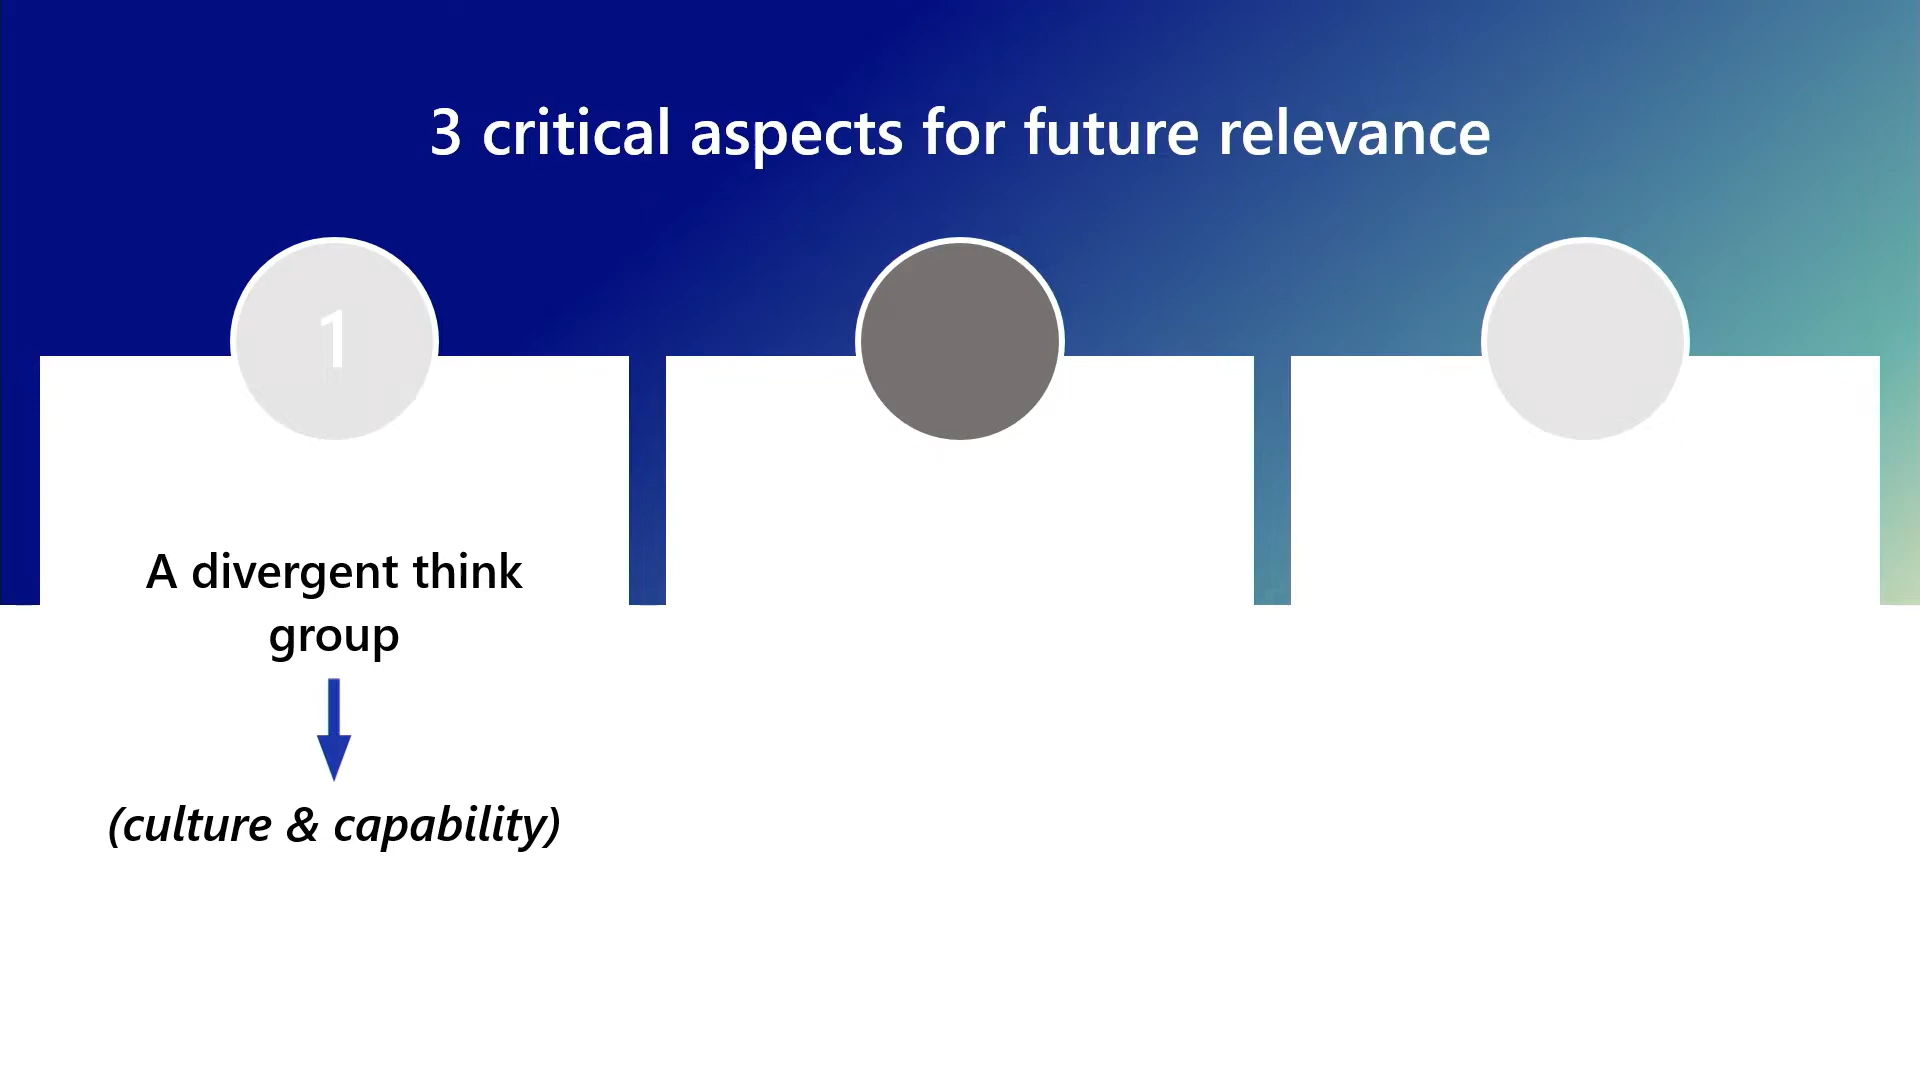 3 critical aspects for future relevance
1
A divergent think
group
(culture & capability)